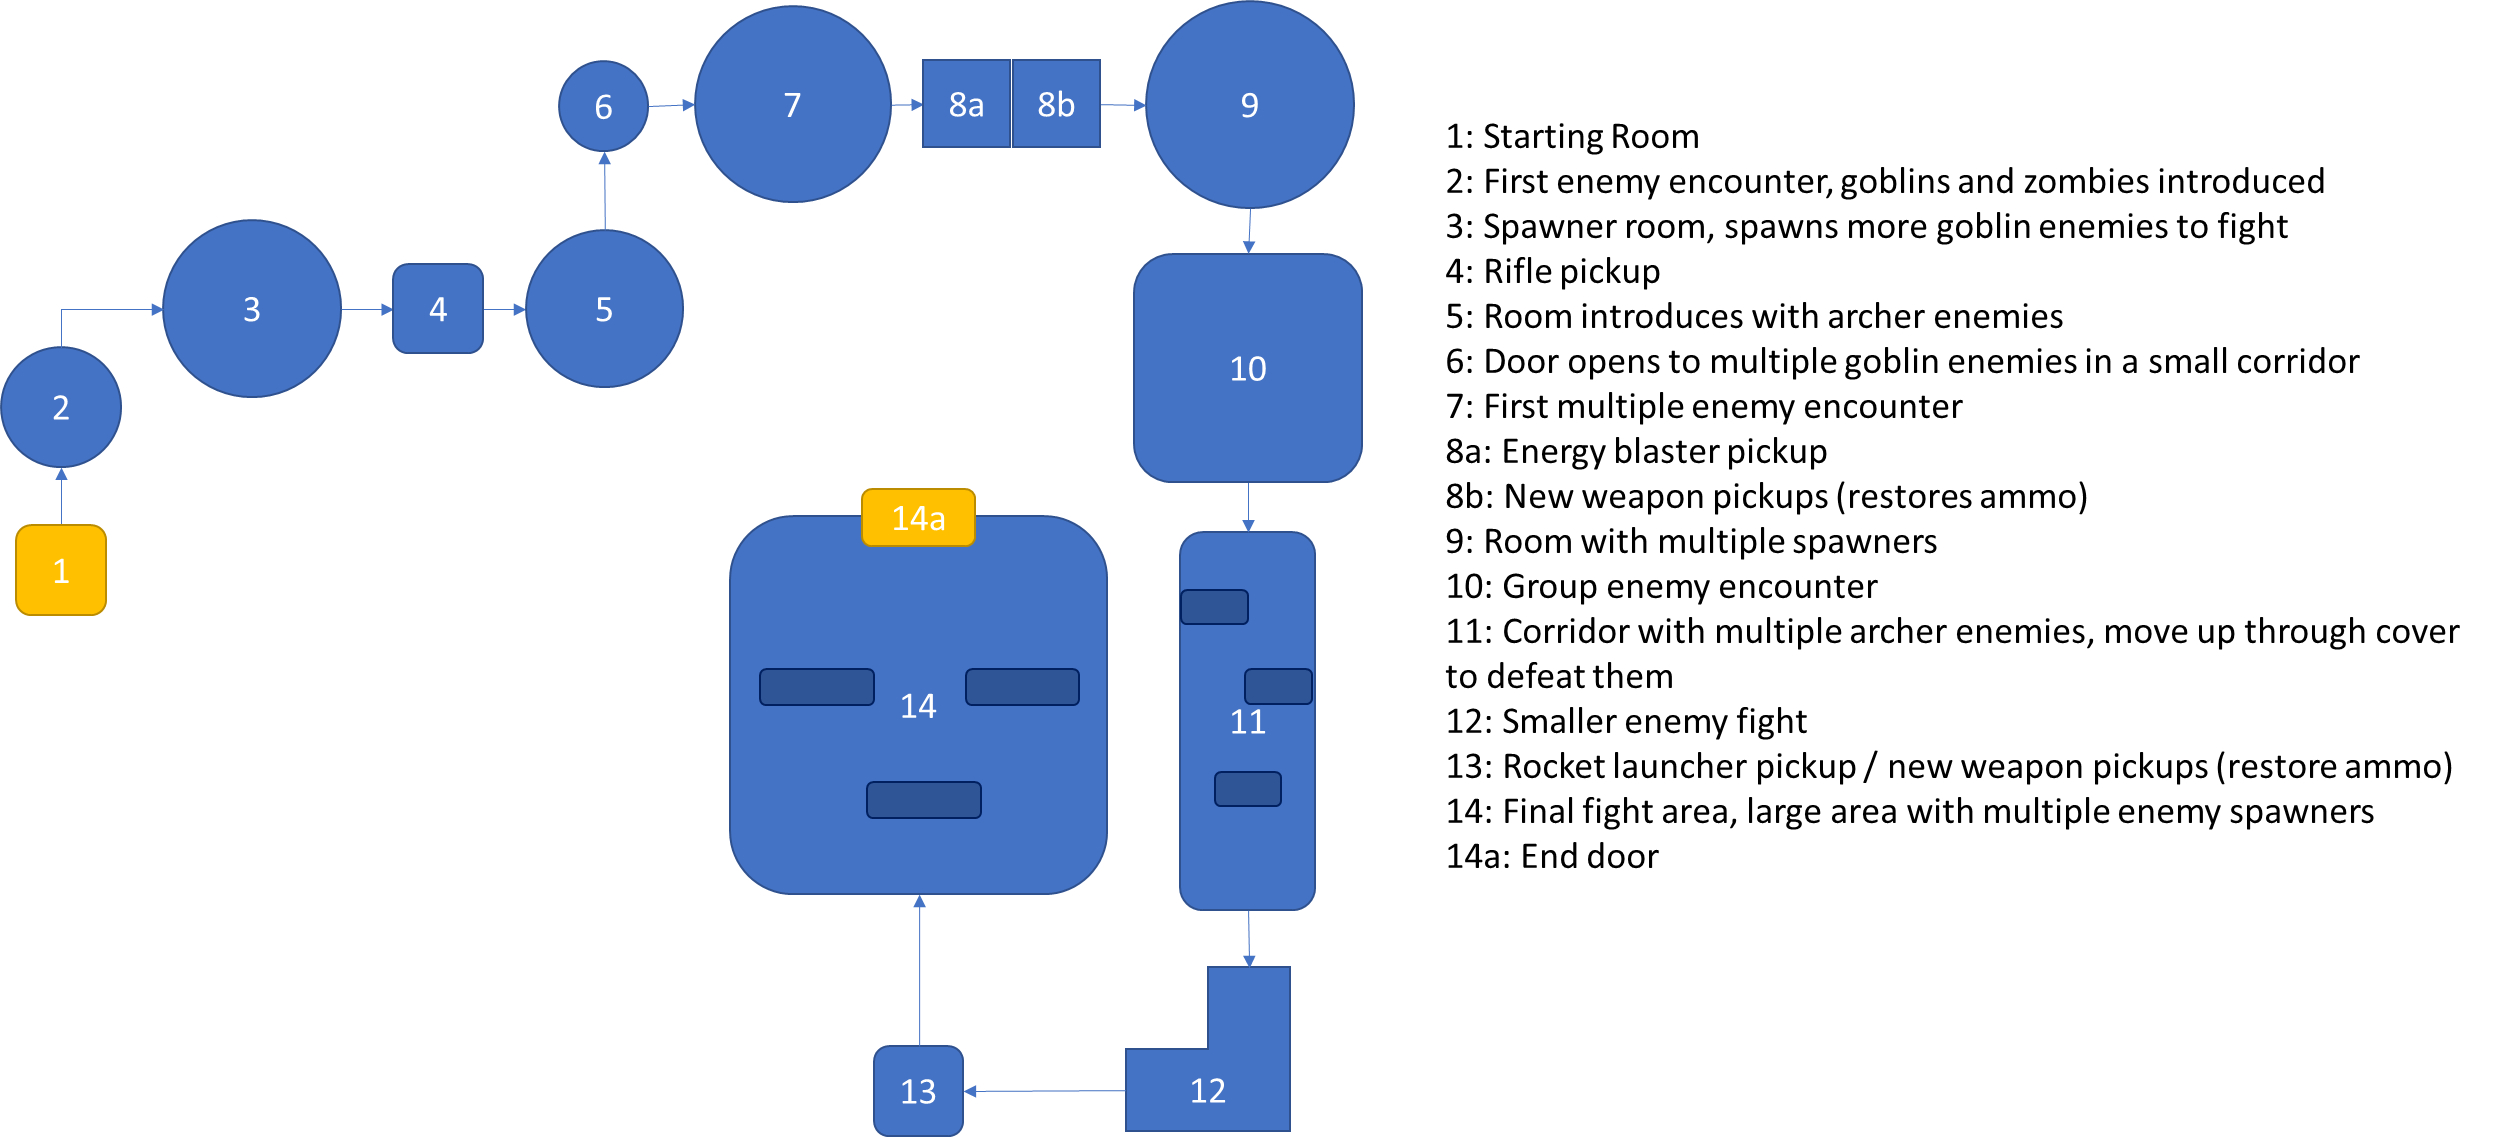 6
7
8a
8b
9
3
4
5
2
10
1
14a
14
11
13
12
1: Starting Room
2: First enemy encounter, goblins and zombies introduced
3: Spawner room, spawns more goblin enemies to fight
4: Rifle pickup
5: Room introduces with archer enemies
6: Door opens to multiple goblin enemies in a small corridor
7: First multiple enemy encounter
8a: Energy blaster pickup
8b: New weapon pickups (restores ammo)
9: Room with multiple spawners
10: Group enemy encounter
11: Corridor with multiple archer enemies, move up through cover
to defeat them
12: Smaller enemy fight
13: Rocket launcher pickup / new weapon pickups (restore ammo)
14: Final fight area, large area with multiple enemy spawners
14a: End door